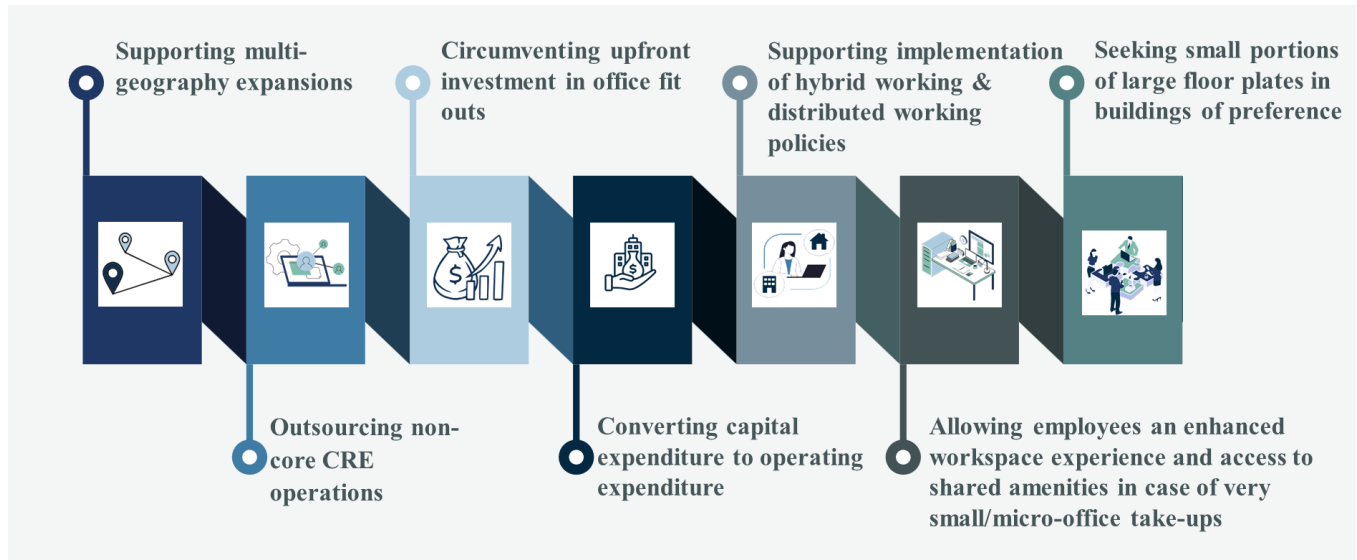 Supporting multi-
geography expansions
Circumventing upfront
investment in office fit
outs
Supporting implementation
of hybrid working &
distributed working
policies
Seeking small portions
of large floor plates in
buildings of preference
$
$
Outsourcing non-
core CRE
operations
Converting capital
expenditure to operating
expenditure
Allowing employees an enhanced
workspace experience and access to
shared amenities in case of very
small/micro-office take-ups